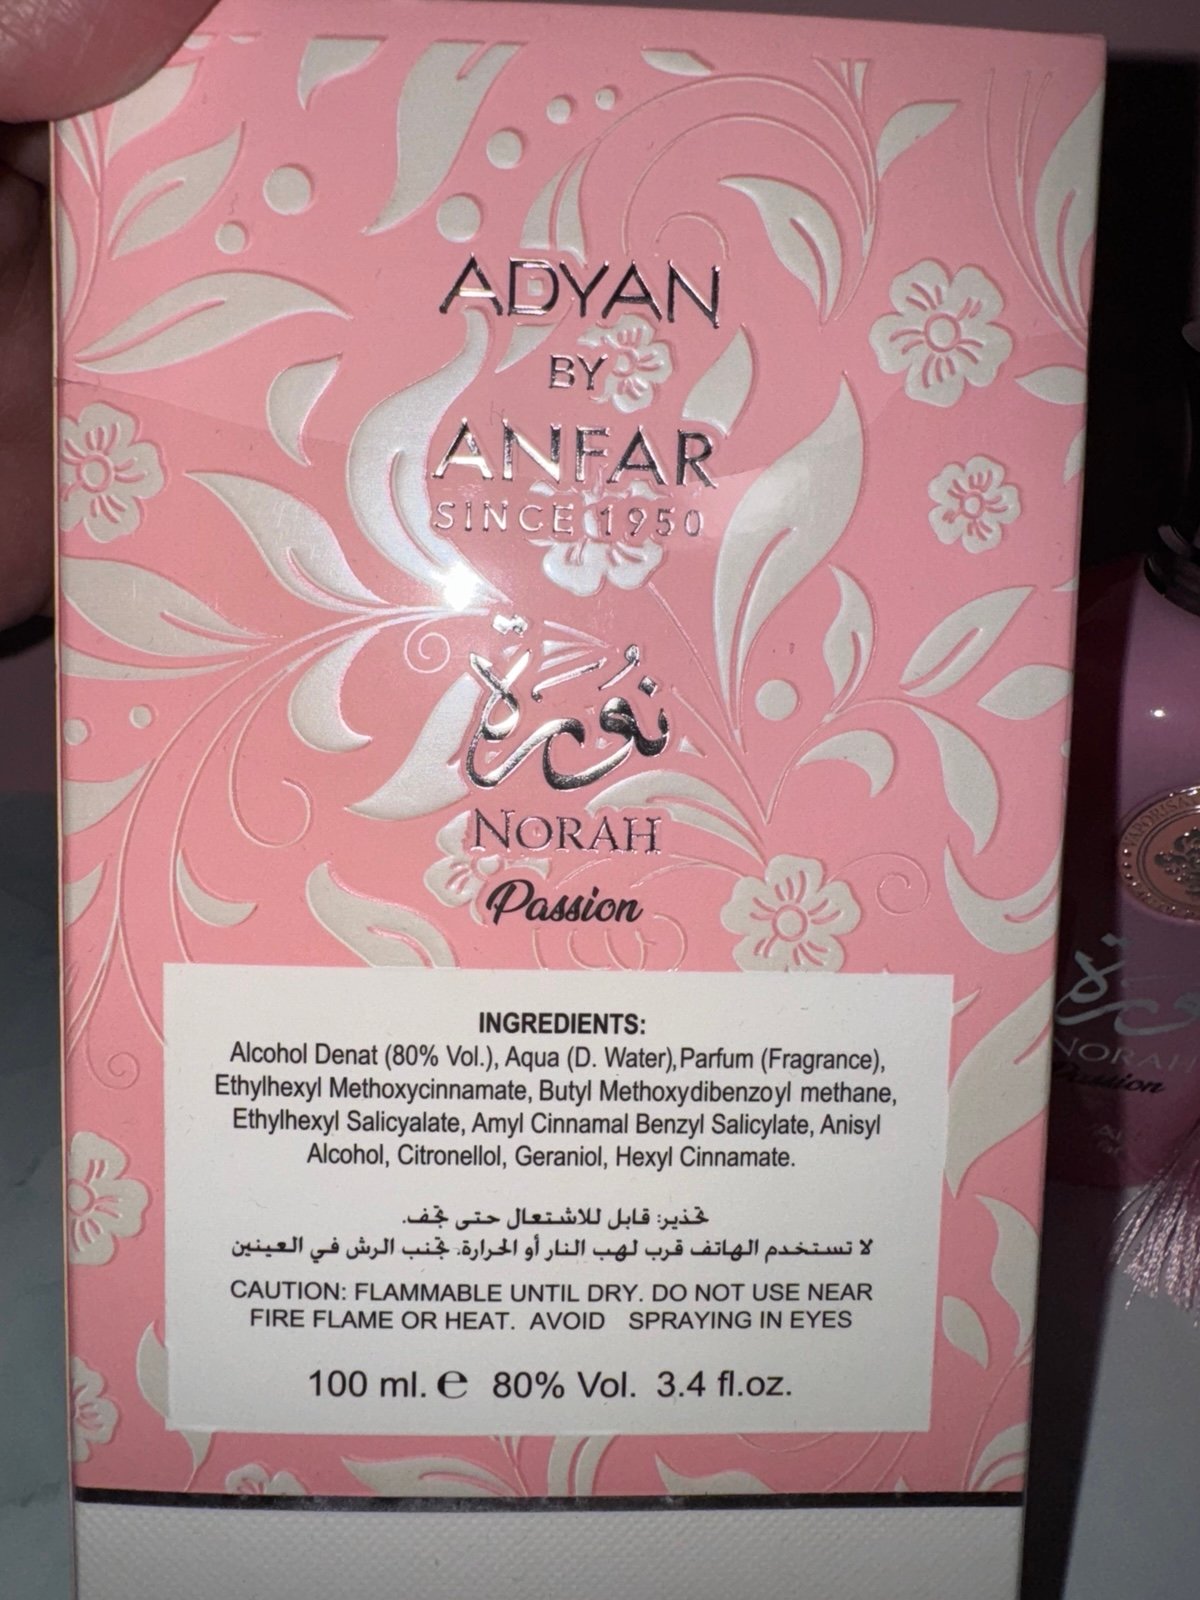 ADYAN
BY
ANFAR
SINCE 1950
نورة
NORAH
Passion
INGREDIENTS:
Alcohol Denat (80% Vol.), Aqua (D. Water),Parfum (Fragrance),
Ethylhexyl Methoxycinnamate, Butyl Methoxydibenzoyl methane,
Ethylhexyl Salicyalate, Amyl Cinnamal Benzyl Salicylate, Anisyl
Alcohol, Citronellol, Geraniol, Hexyl Cinnamate.
تحذير: قابل للاشتعال حتى تجف.
لا تستخدم الهاتف قرب لهب النار أو الحرارة. تجنب الرش في العينين
CAUTION: FLAMMABLE UNTIL DRY. DO NOT USE NEAR
FIRE FLAME OR HEAT. AVOID SPRAYING IN EYES
100 ml. e 80% Vol. 3.4 fl.oz.
NORAH
Passion